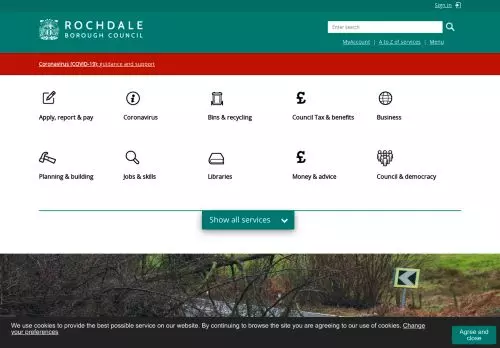 Sign in
ROCHDALE
BOROUGH COUNCIL
Enter search
MyAccount | A to Z of services | Menu
Coronavirus (COVID-19): guidance and support
Apply, report & pay
Coronavirus
Bins & recycling
Council Tax & benefits
Business
Planning & building
Jobs & skills
Libraries
Money & advice
Council & democracy
Show all services
We use cookies to provide the best possible service on our website. By continuing to browse the site you are agreeing to our use of cookies. Change
your preferences
Agree and
close